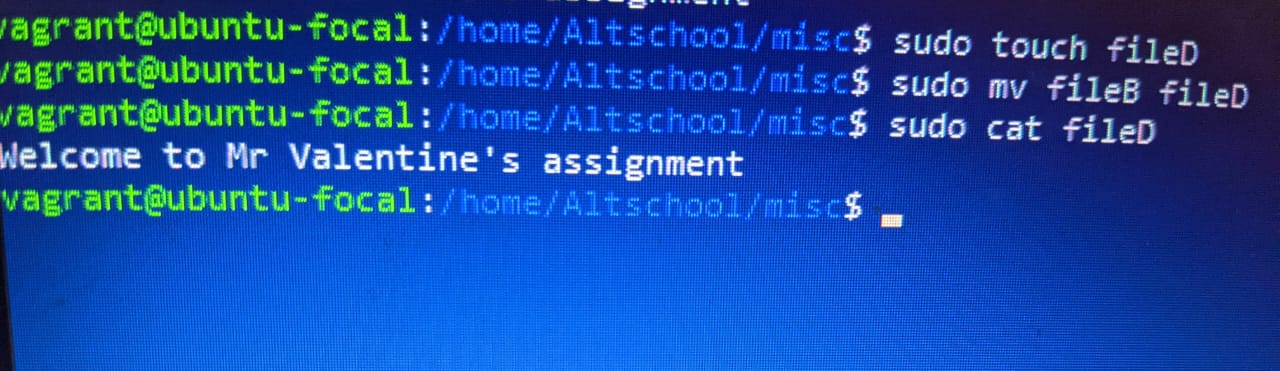 vagrant@ubuntu-focal:/home/Altschool/misc$ sudo touch fileD
vagrant@ubuntu-focal:/home/Altschool/misc$ sudo mv fileB fileD
vagrant@ubuntu-focal:/home/Altschool/misc$ sudo cat fileD
Welcome to Mr Valentine's assignment
vagrant@ubuntu-focal:/home/Altschool/misc$